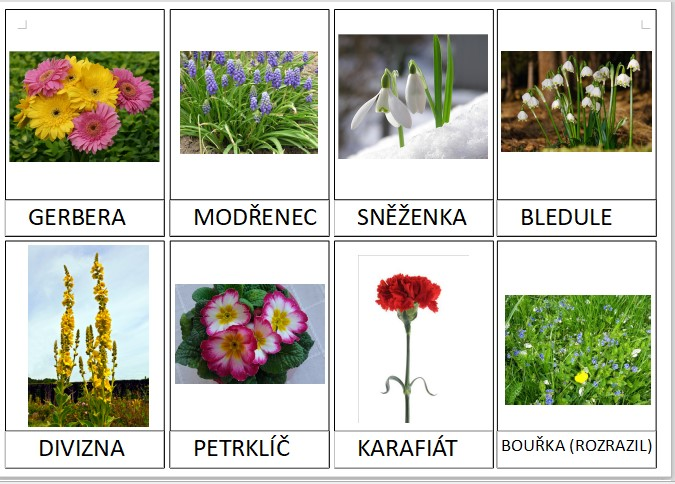 GERBERA
MODŘENEC
SNĚŽENKA
BLEDULE
DIVIZNA
PETRKLÍČ
KARAFIÁT
BOUŘKA (ROZRAZIL)